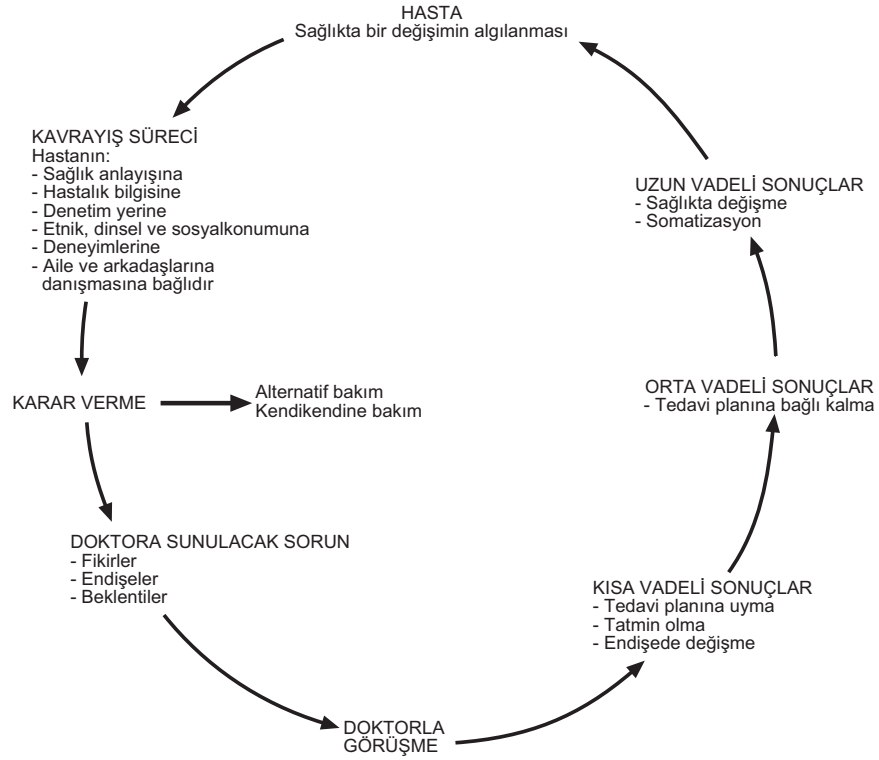 HASTA
Sağlıkta bir değişimin algılanması
KAVRAYIŞ SÜRECİ
Hastanın:
- Sağlık anlayışına
- Hastalık bilgisine
- Denetim yerine
- Etnik, dinsel ve sosyalkonumuna
- Deneyimlerine
- Aile ve arkadaşlarına
danışmasına bağlıdır
KARAR VERME
Alternatif bakım
Kendikendine bakım
DOKTORA SUNULACAK SORUN
- Fikirler
- Endişeler
- Beklentiler
DOKTORLA
GÖRÜŞME
KISA VADELİ SONUÇLAR
- Tedavi planına uyma
- Tatmin olma
- Endişede değişme
ORTA VADELİ SONUÇLAR
- Tedavi planına bağlı kalma
UZUN VADELİ SONUÇLAR
- Sağlıkta değişme
- Somatizasyon